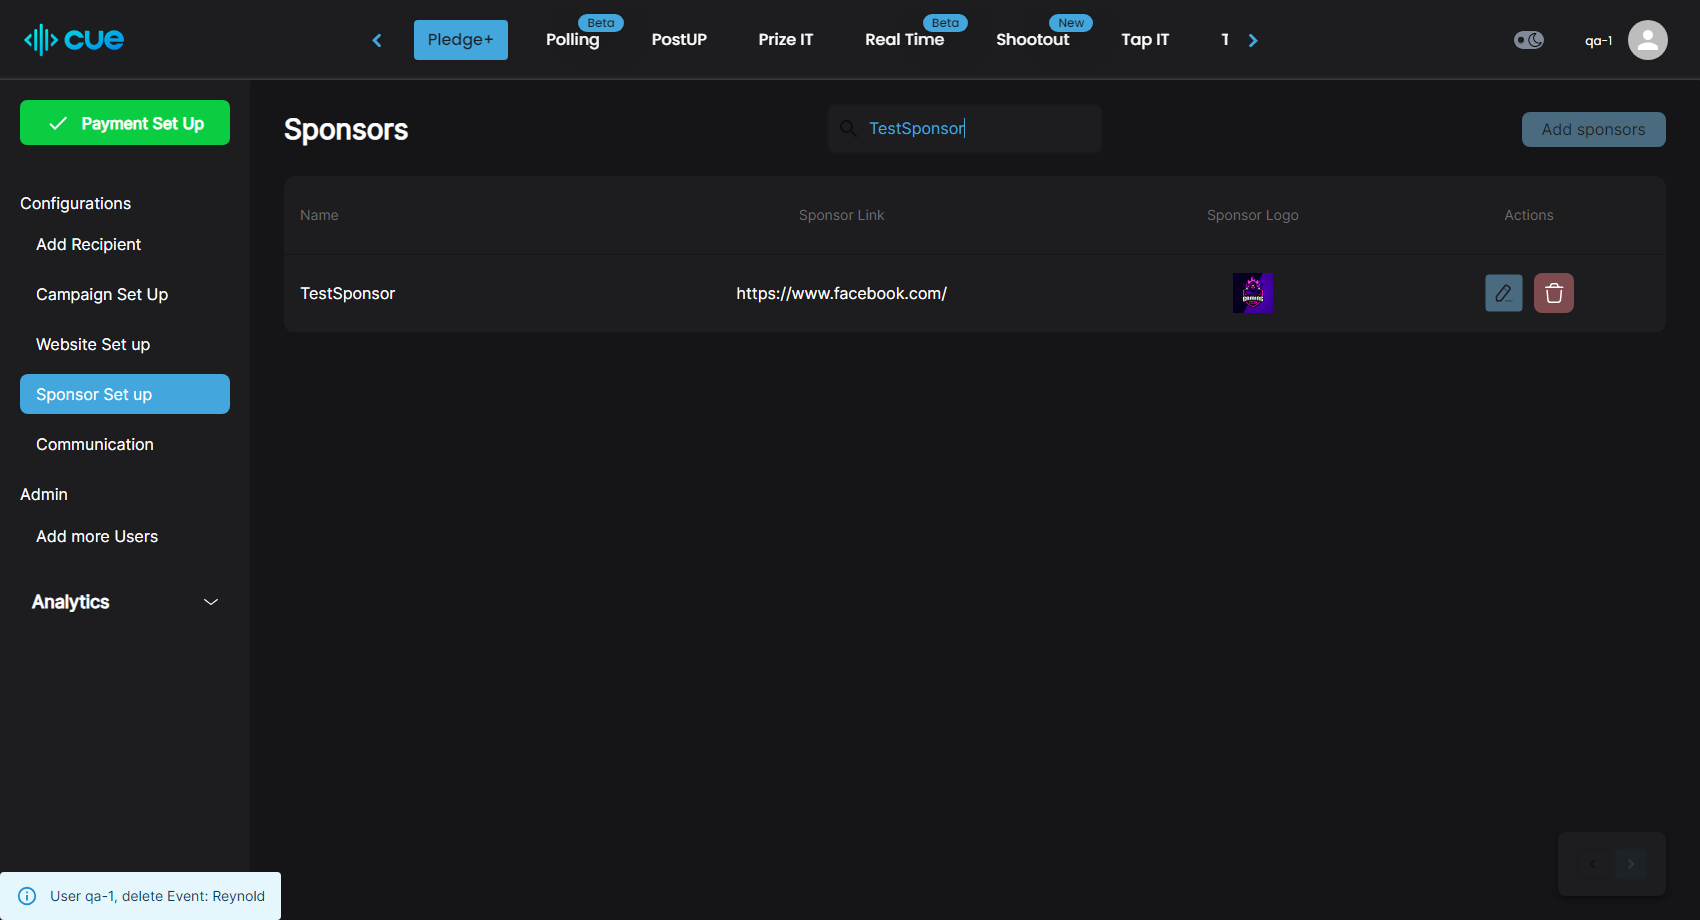 cue
Pledge+
Polling
Beta
PostUP
Prize IT
Real Time
Beta
Shootout
New
Tap IT
T
qa-1
Payment Set Up
Sponsors
TestSponsor
Add sponsors
Configurations
Add Recipient
Campaign Set Up
Website Set up
Sponsor Set up
Communication
Admin
Add more Users
Analytics
Name
Sponsor Link
Sponsor Logo
Actions
TestSponsor
https://www.facebook.com/
GAMING
User qa-1, delete Event: Reynold